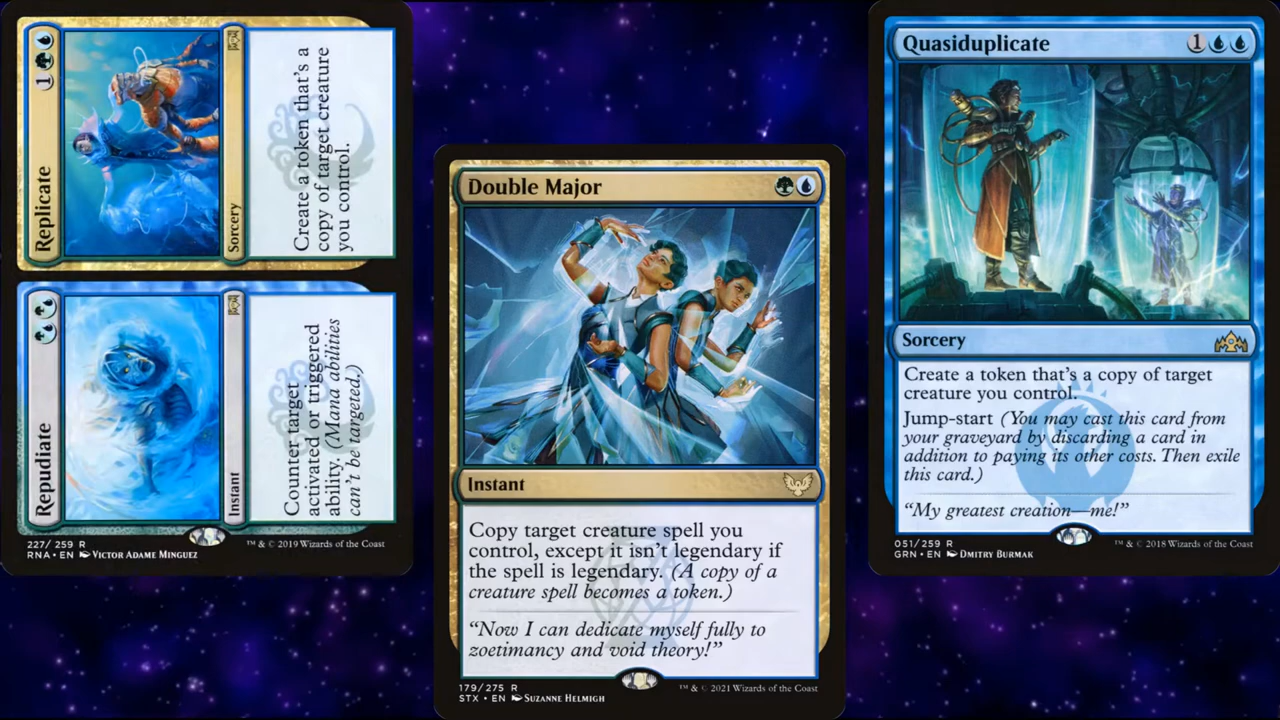 Replicate 1
Sorcery
Create a token that's a
copy of target creature
you control.
Repudiate
Instant
Counter target
activated or triggered
ability. (Mana abilities
can't be targeted.)
227/259 R
RNA • EN VICTOR ADAME MINGUEZ
™ & © 2019 Wizards of the Coast
Double Major
Instant
Copy target creature spell you
control, except it isn't legendary if
the spell is legendary. (A copy of a
creature spell becomes a token.)
"Now I can dedicate myself fully to
zoetimancy and void theory!"
179/275 R
STX • EN SUZANNE HELMIGH
™ & © 2021 Wizards of the Coast
Quasiduplicate 1
Sorcery
Create a token that's a copy of target
creature you control.
Jump-start (You may cast this card from
your graveyard by discarding a card in
addition to paying its other costs. Then exile
this card.)
"My greatest creation—me!"
051/259 R
GRN • EN DMITRY BURMAK
™ & © 2018 Wizards of the Coast